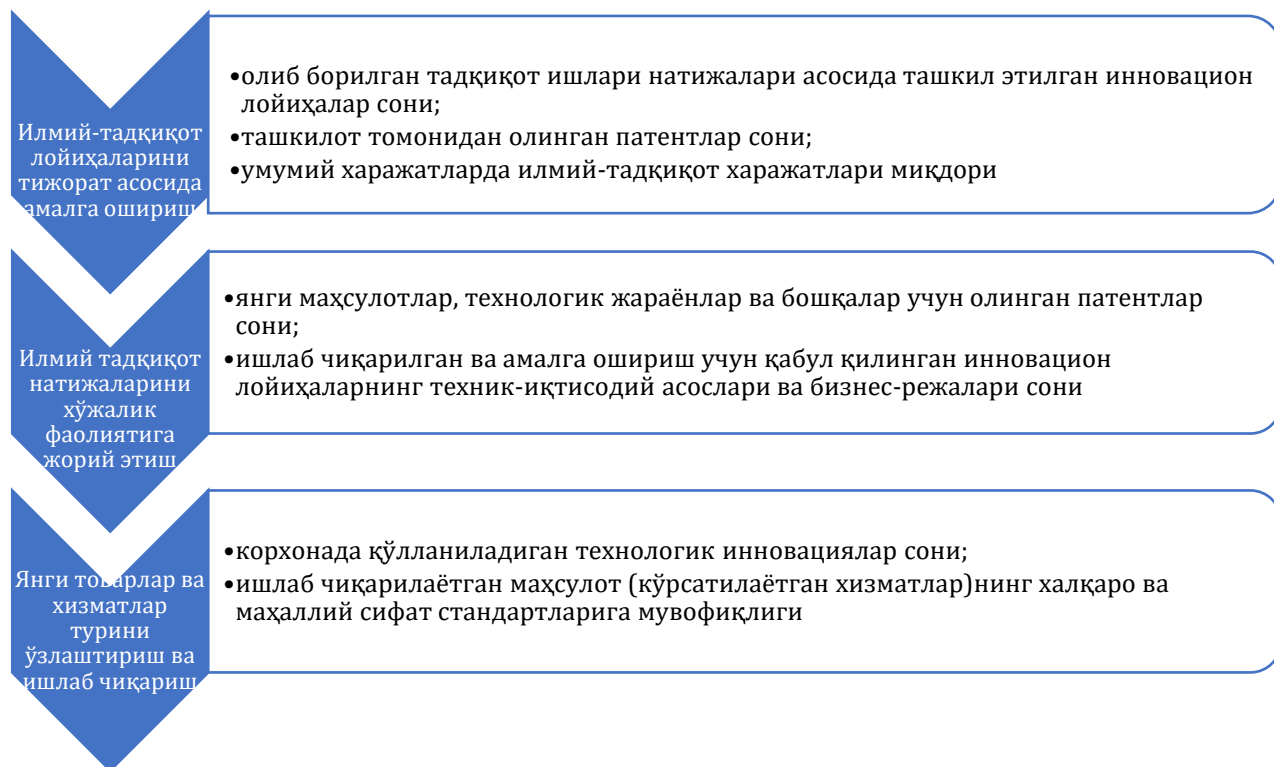 Илмий-тадқиқот
лойиҳаларини
тижорат асосида
амалга ошириш
•олиб борилган тадқиқот ишлари натижалари асосида ташкил этилган инновацион
лойиҳалар сони;
•ташкилот томонидан олинган патентлар сони;
•умумий харажатларда илмий-тадқиқот харажатлари миқдори
Илмий тадқиқот
натижаларини
хўжалик
фаолиятига
жорий этиш
•янги маҳсулотлар, технологик жараёнлар ва бошқалар учун олинган патентлар
сони;
•ишлаб чиқарилган ва амалга ошириш учун қабул қилинган инновацион
лойиҳаларнинг техник-иқтисодий асослари ва бизнес-режалари сони
Янги товарлар ва
хизматлар
турини
ўзлаштириш ва
ишлаб чиқариш
•корхонада қўлланиладиган технологик инновациялар сони;
•ишлаб чиқарилаётган маҳсулот (кўрсатилаётган хизматлар)нинг халқаро ва
маҳаллий сифат стандартларига мувофиқлиги